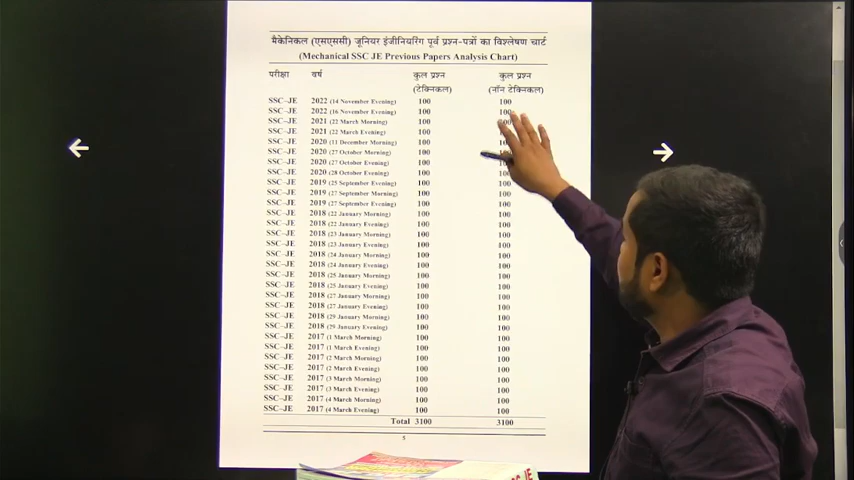 मैकेनिकल (एसएससी) जूनियर इंजीनियरिंग पूर्व प्रश्न-पत्रों का विश्लेषण चार्ट
(Mechanical SSC JE Previous Papers Analysis Chart)
परीक्षा वर्ष कुल प्रश्न (टेक्निकल) कुल प्रश्न (नॉन टेक्निकल)
SSC-JE 2022 (14 November Evening) 100 100
SSC-JE 2022 (16 November Evening) 100 100
SSC-JE 2021 (22 March Morning) 100 100
SSC-JE 2021 (22 March Evening) 100
SSC-JE 2020 (11 December Morning) 100
SSC-JE 2020 (27 October Morning) 100
SSC-JE 2020 (27 October Evening) 100
SSC-JE 2020 (28 October Evening) 100 100
SSC-JE 2019 (25 September Evening) 100 100
SSC-JE 2019 (27 September Morning) 100 100
SSC-JE 2019 (27 September Evening) 100 100
SSC-JE 2018 (22 January Morning) 100 100
SSC-JE 2018 (22 January Evening) 100 100
SSC-JE 2018 (23 January Morning) 100 100
SSC-JE 2018 (23 January Evening) 100 100
SSC-JE 2018 (24 January Morning) 100 100
SSC-JE 2018 (24 January Evening) 100 100
SSC-JE 2018 (25 January Morning) 100 100
SSC-JE 2018 (25 January Evening) 100 100
SSC-JE 2018 (27 January Morning) 100 100
SSC-JE 2018 (27 January Evening) 100 100
SSC-JE 2018 (29 January Morning) 100 100
SSC-JE 2018 (29 January Evening) 100 100
SSC-JE 2017 (1 March Morning) 100 100
SSC-JE 2017 (1 March Evening) 100 100
SSC-JE 2017 (2 March Morning) 100 100
SSC-JE 2017 (2 March Evening) 100 100
SSC-JE 2017 (3 March Morning) 100 100
SSC-JE 2017 (3 March Evening) 100 100
SSC-JE 2017 (4 March Morning) 100 100
SSC-JE 2017 (4 March Evening) 100 100
Total 3100 3100
5
SSC JE